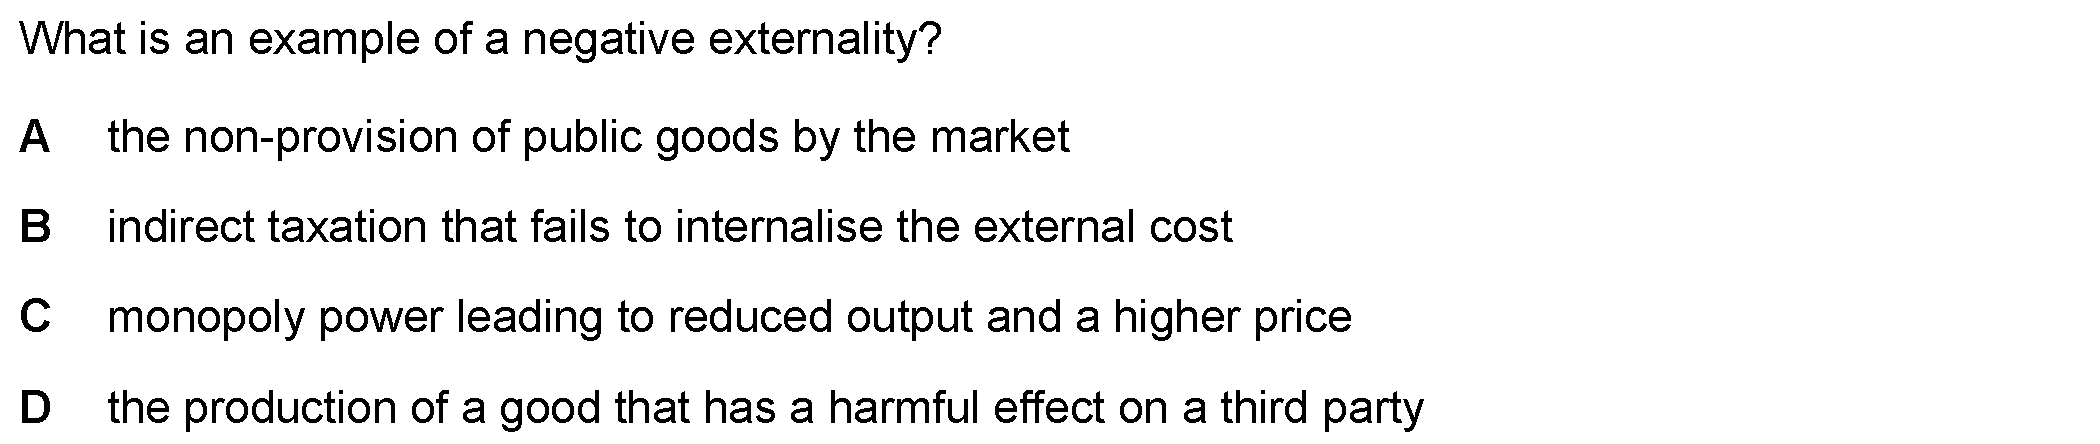 What is an example of a negative externality?
A the non-provision of public goods by the market
B indirect taxation that fails to internalise the external cost
C monopoly power leading to reduced output and a higher price
D the production of a good that has a harmful effect on a third party